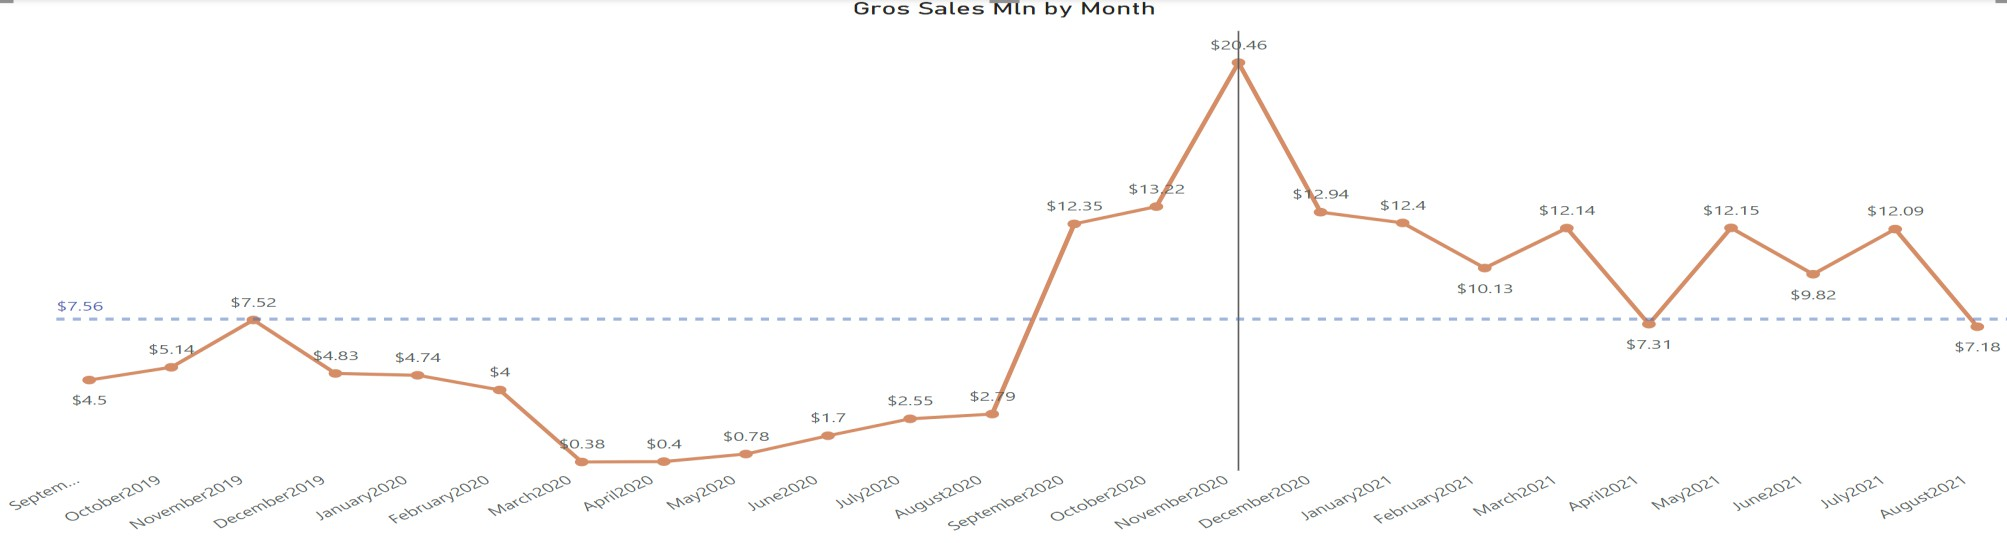 Gros Sales Mln by Month
$20.46
$13.22
$12.94
$12.35
$12.4
$12.14
$12.15
$12.09
$10.13
$9.82
$7.56
$7.52
$7.31
$7.18
$5.14
$4.83
$4.74
$4
$4.5
$2.79
$2.55
$1.7
$0.38
$0.4
$0.78
Septem...
October2019
November2019
December2019
January2020
February2020
March2020
April2020
May2020
June2020
July2020
August2020
September2020
October2020
November2020
December2020
January2021
February2021
March2021
April2021
May2021
June2021
July2021
August2021